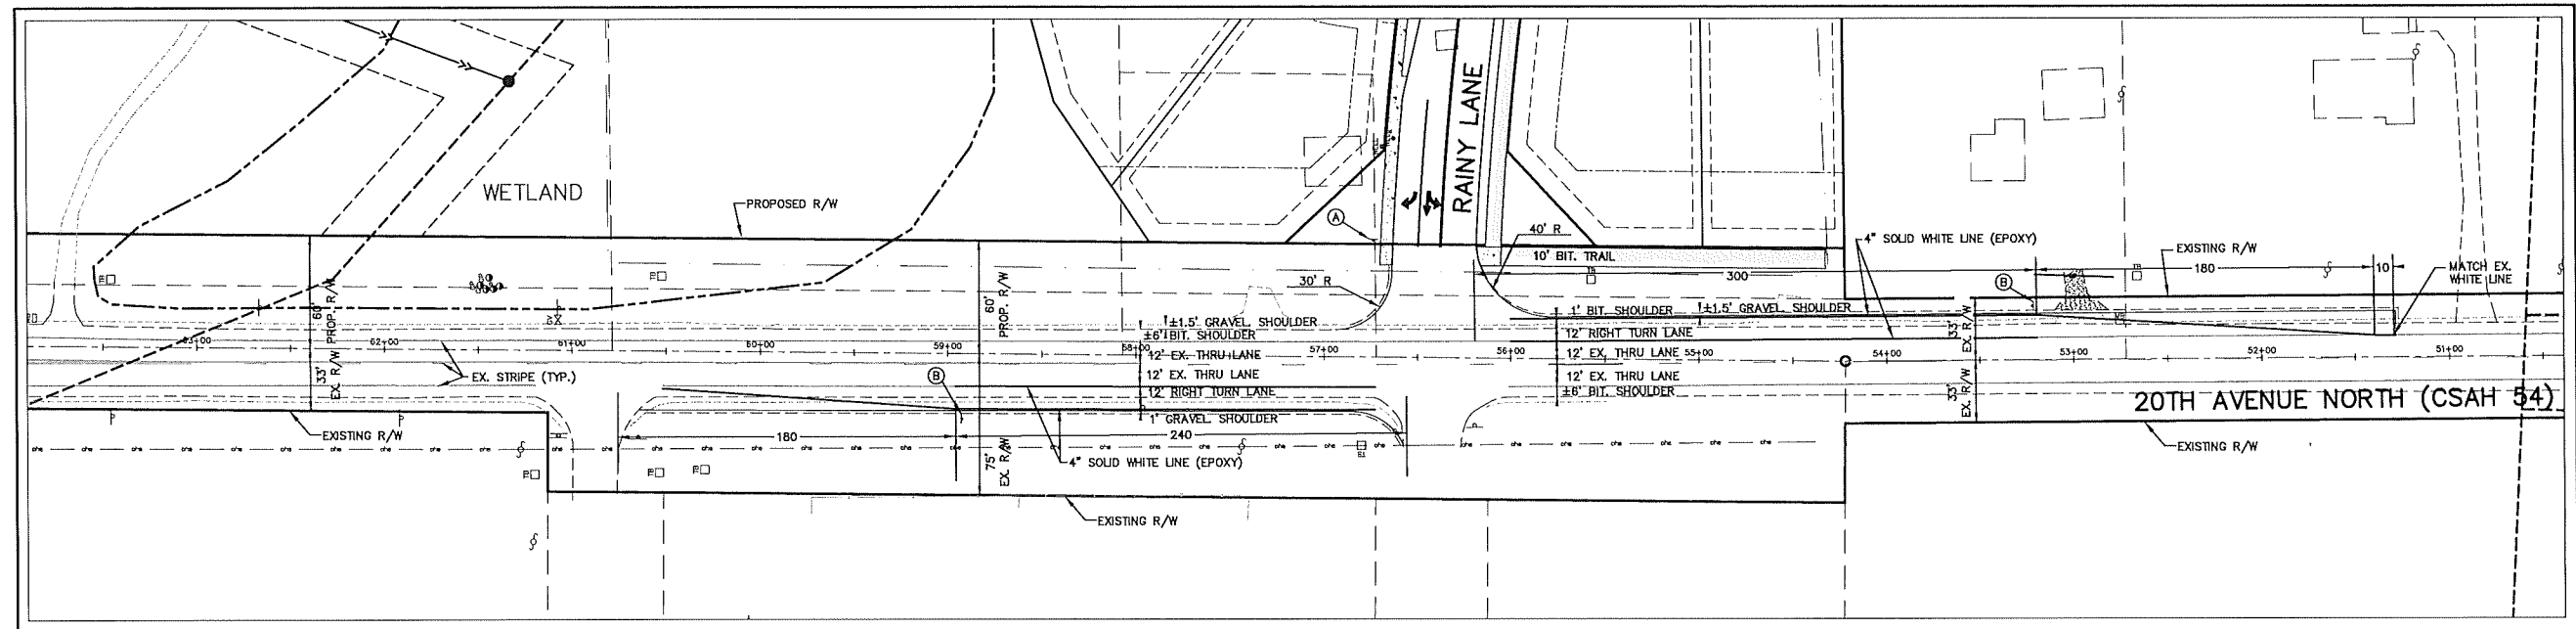 WETLAND
PROPOSED R/W
RAINY LANE
A
40' R
10' BIT. TRAIL
4" SOLID WHITE LINE (EPOXY)
EXISTING R/W
300
180
10
MATCH EX.
WHITE LINE
30' R
B
60'
PROP. R/W
60'
PROP. R/W
±1.5' GRAVEL SHOULDER
±6' BIT. SHOULDER
12' EX. THRU LANE
12' EX. THRU LANE
12' RIGHT TURN LANE
1' GRAVEL SHOULDER
1' BIT. SHOULDER
±1.5' GRAVEL SHOULDER
12' RIGHT TURN LANE
12' EX. THRU LANE
12' EX. THRU LANE
±6' BIT. SHOULDER
33'
EX. R/W
33'
EX. R/W
63+00
62+00
61+00
60+00
59+00
58+00
57+00
56+00
55+00
54+00
53+00
52+00
51+00
33'
EX. R/W
EX. STRIPE (TYP.)
B
20TH AVENUE NORTH (CSAH 54)
EXISTING R/W
180
240
75'
EX. R/W
4" SOLID WHITE LINE (EPOXY)
EXISTING R/W
EXISTING R/W